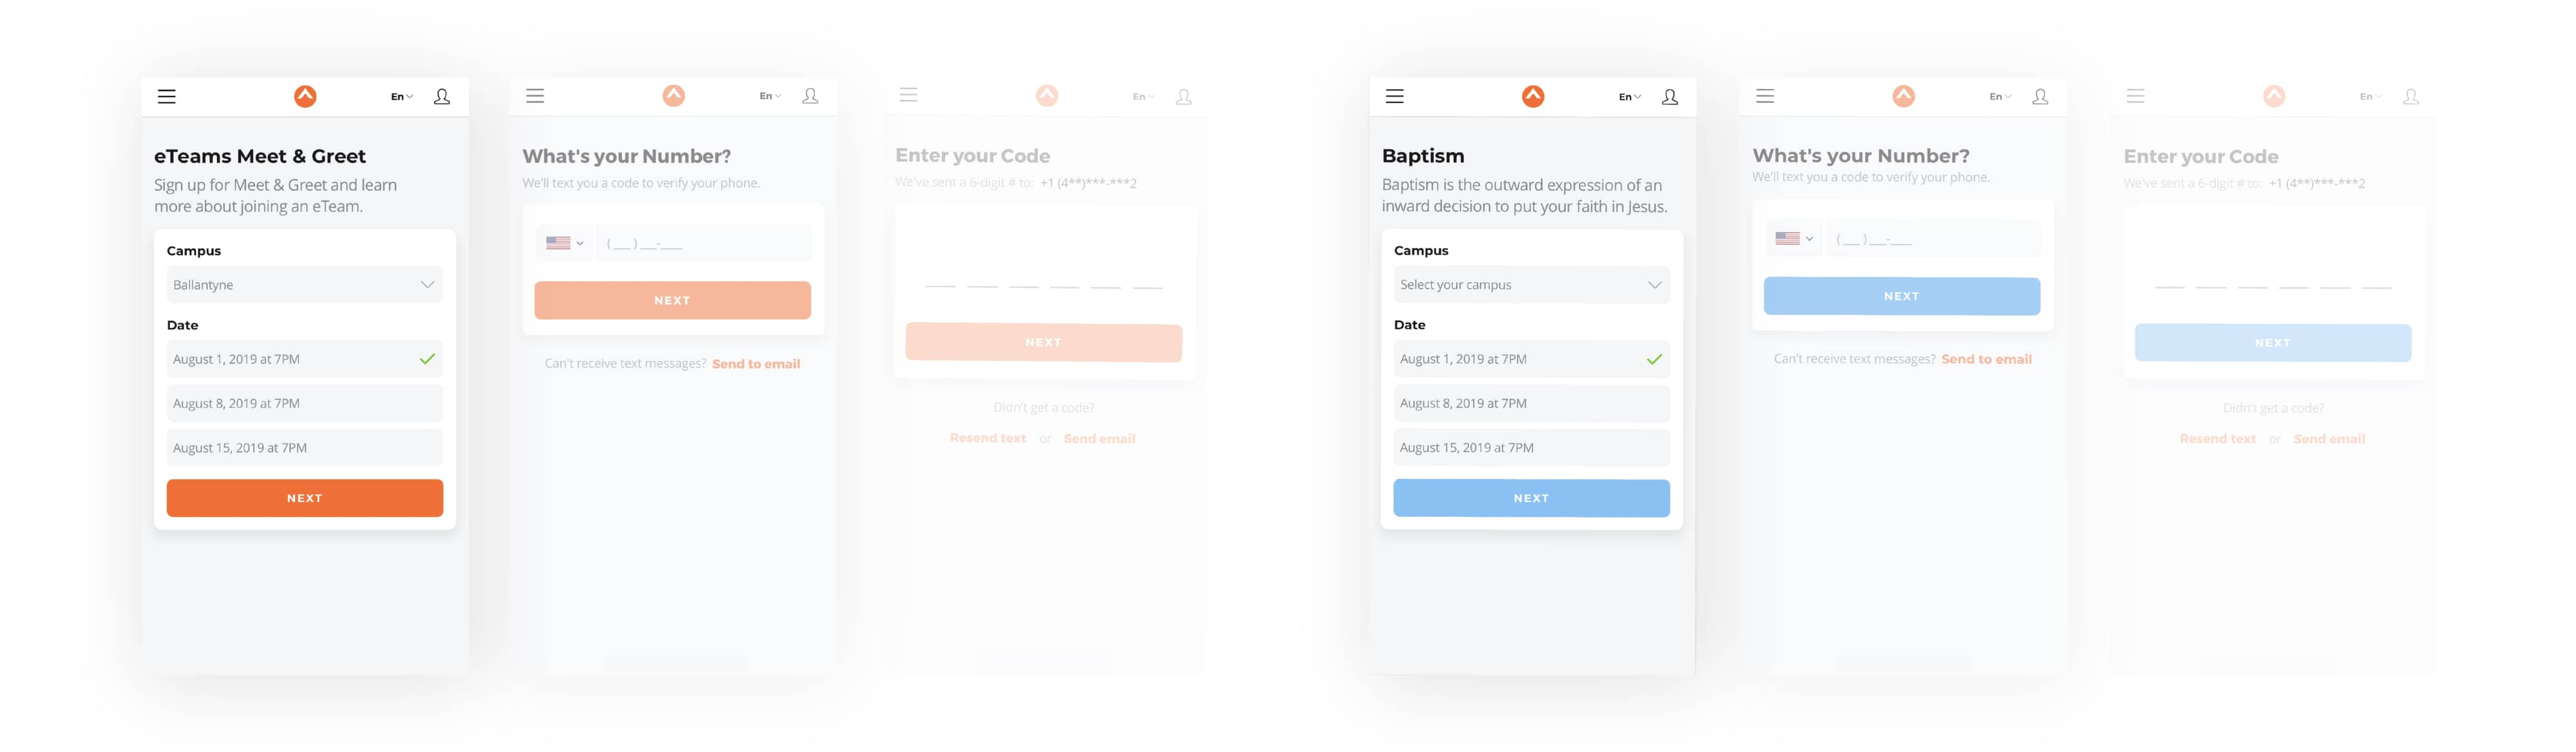 En
eTeams Meet & Greet
Sign up for Meet & Greet and learn
more about joining an eTeam.
Campus
Ballantyne
Date
August 1, 2019 at 7PM
August 8, 2019 at 7PM
August 15, 2019 at 7PM
NEXT
En
What's your Number?
We'll text you a code to verify your phone.
( __ ) __-___
NEXT
Can't receive text messages? Send to email
En
Enter your Code
We've sent a 6-digit # to: +1 (4**)***-***2
NEXT
Didn't get a code?
Resend text or Send email
En
Baptism
Baptism is the outward expression of an
inward decision to put your faith in Jesus.
Campus
Select your campus
Date
August 1, 2019 at 7PM
August 8, 2019 at 7PM
August 15, 2019 at 7PM
NEXT
En
What's your Number?
We'll text you a code to verify your phone.
( __ ) __-___
NEXT
Can't receive text messages? Send to email
En
Enter your Code
We've sent a 6-digit # to: +1 (4**)***-***2
NEXT
Didn't get a code?
Resend text or Send email